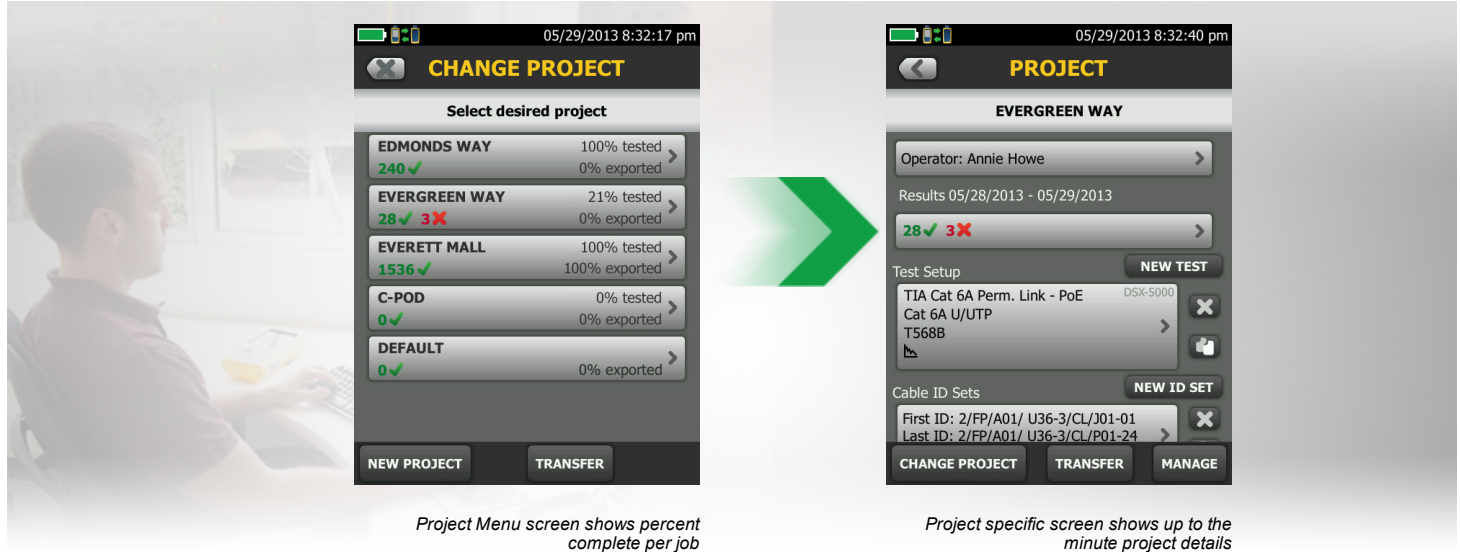 05/29/2013 8:32:17 pm
CHANGE PROJECT
Select desired project
EDMONDS WAY 100% tested
240 0% exported
EVERGREEN WAY 21% tested
28 3 0% exported
EVERETT MALL 100% tested
1536 100% exported
C-POD 0% tested
0 0% exported
DEFAULT
0 0% exported
NEW PROJECT TRANSFER
Project Menu screen shows percent
complete per job
05/29/2013 8:32:40 pm
PROJECT
EVERGREEN WAY
Operator: Annie Howe
Results 05/28/2013 - 05/29/2013
28 3
Test Setup NEW TEST
TIA Cat 6A Perm. Link - PoE DSX-5000
Cat 6A U/UTP
T568B
Cable ID Sets NEW ID SET
First ID: 2/FP/A01/ U36-3/CL/J01-01
Last ID: 2/FP/A01/ U36-3/CL/P01-24
CHANGE PROJECT TRANSFER MANAGE
Project specific screen shows up to the
minute project details